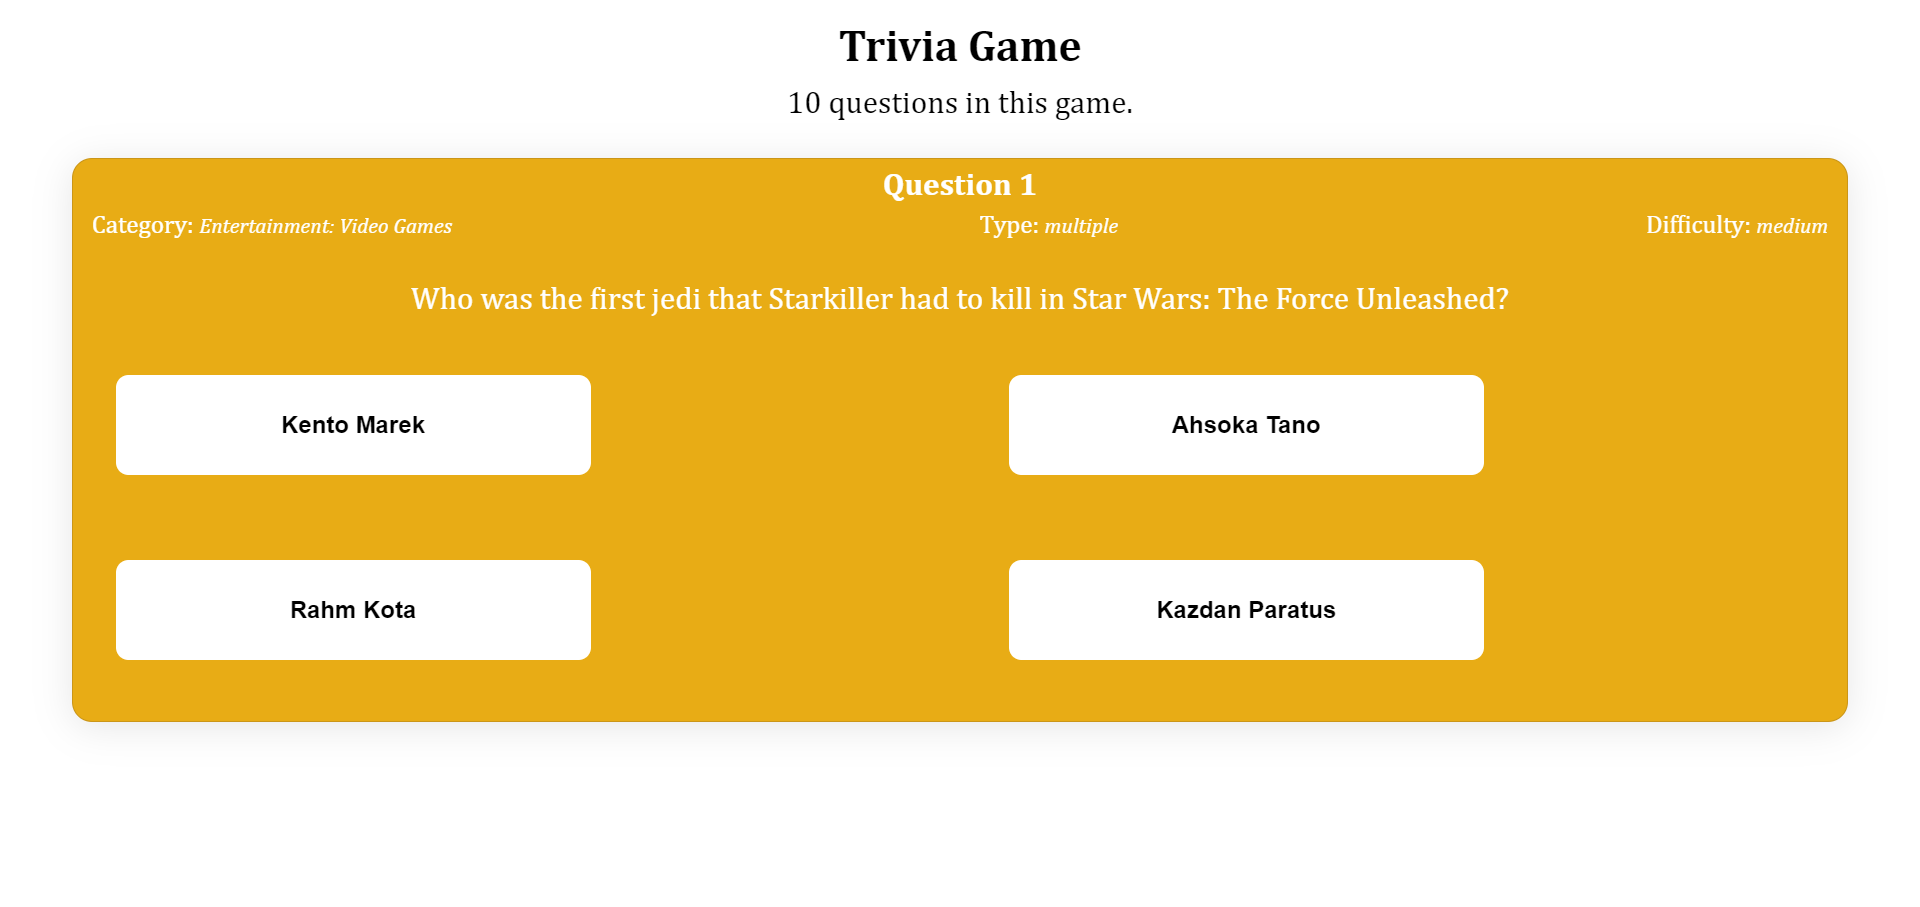 Trivia Game
10 questions in this game.
Question 1
Category: Entertainment: Video Games Type: multiple Difficulty: medium
Who was the first jedi that Starkiller had to kill in Star Wars: The Force Unleashed?
Kento Marek
Ahsoka Tano
Rahm Kota
Kazdan Paratus